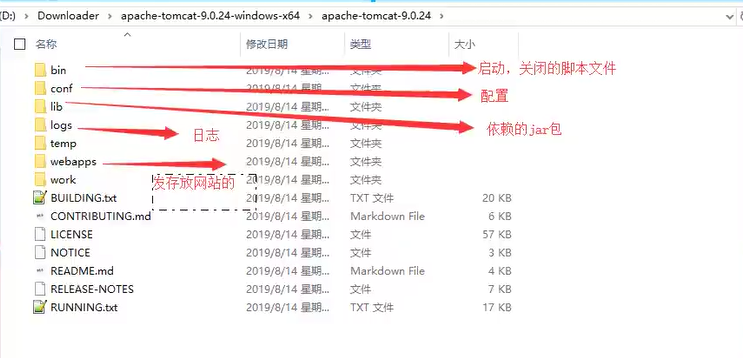 (D:) › Downloader › apache-tomcat-9.0.24-windows-x64 › apache-tomcat-9.0.24 ›
名称 修改日期 类型 大小
bin 2019/8/14 星期... 文件夹 启动，关闭的脚本文件
conf 2019/8/14 星期... 文件夹 配置
lib 2019/8/14 星期... 文件夹 依赖的jar包
logs 日志 2019/8/14 星期... 文件夹
temp 2019/8/14 星期... 文件夹
webapps 2019/8/14 星期... 文件夹
work 发存放网站的 2019/8/14 星期... 文件夹
BUILDING.txt 2019/8/14 星期... TXT 文件 20 KB
CONTRIBUTING.md 2019/8/14 星期... Markdown File 6 KB
LICENSE 2019/8/14 星期... 文件 57 KB
NOTICE 2019/8/14 星期... 文件 3 KB
README.md 2019/8/14 星期... Markdown File 4 KB
RELEASE-NOTES 2019/8/14 星期... 文件 7 KB
RUNNING.txt 2019/8/14 星期... TXT 文件 17 KB